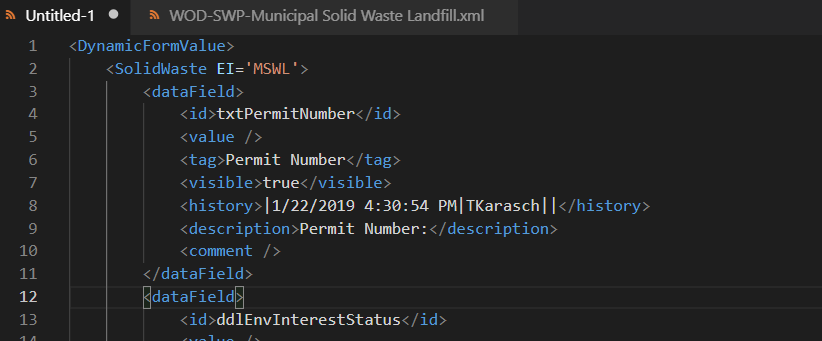 Untitled-1 WOD-SWP-Municipal Solid Waste Landfill.xml
1 <DynamicFormValue>
2 <SolidWaste EI='MSWL'>
3 <dataField>
4 <id>txtPermitNumber</id>
5 <value />
6 <tag>Permit Number</tag>
7 <visible>true</visible>
8 <history>|1/22/2019 4:30:54 PM|TKarasch||</history>
9 <description>Permit Number:</description>
10 <comment />
11 </dataField>
12 <dataField>
13 <id>ddlEnvInterestStatus</id>
14 <value />